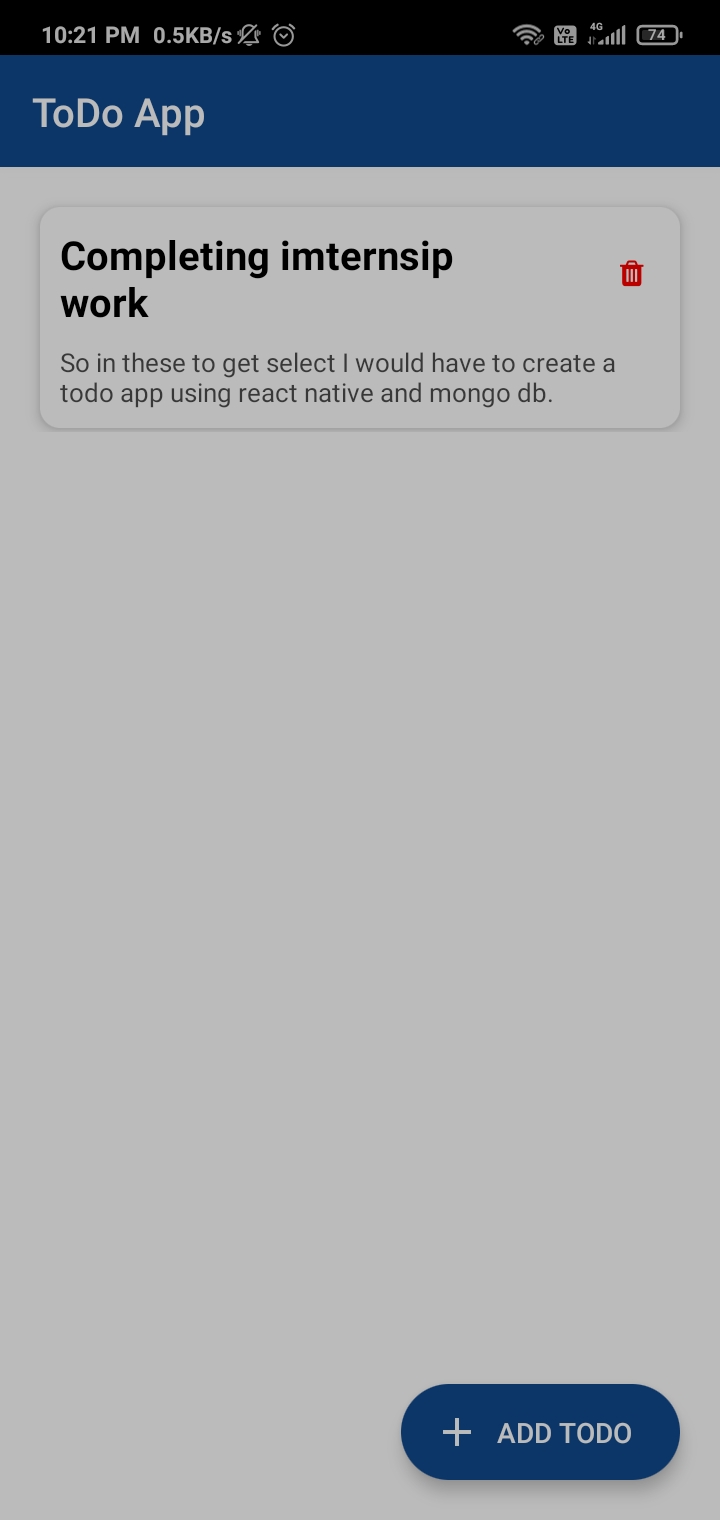 10:21 PM 0.5KB/s Vo LTE 4G 74
ToDo App
Completing imternsip
work
So in these to get select I would have to create a
todo app using react native and mongo db.
ADD TODO